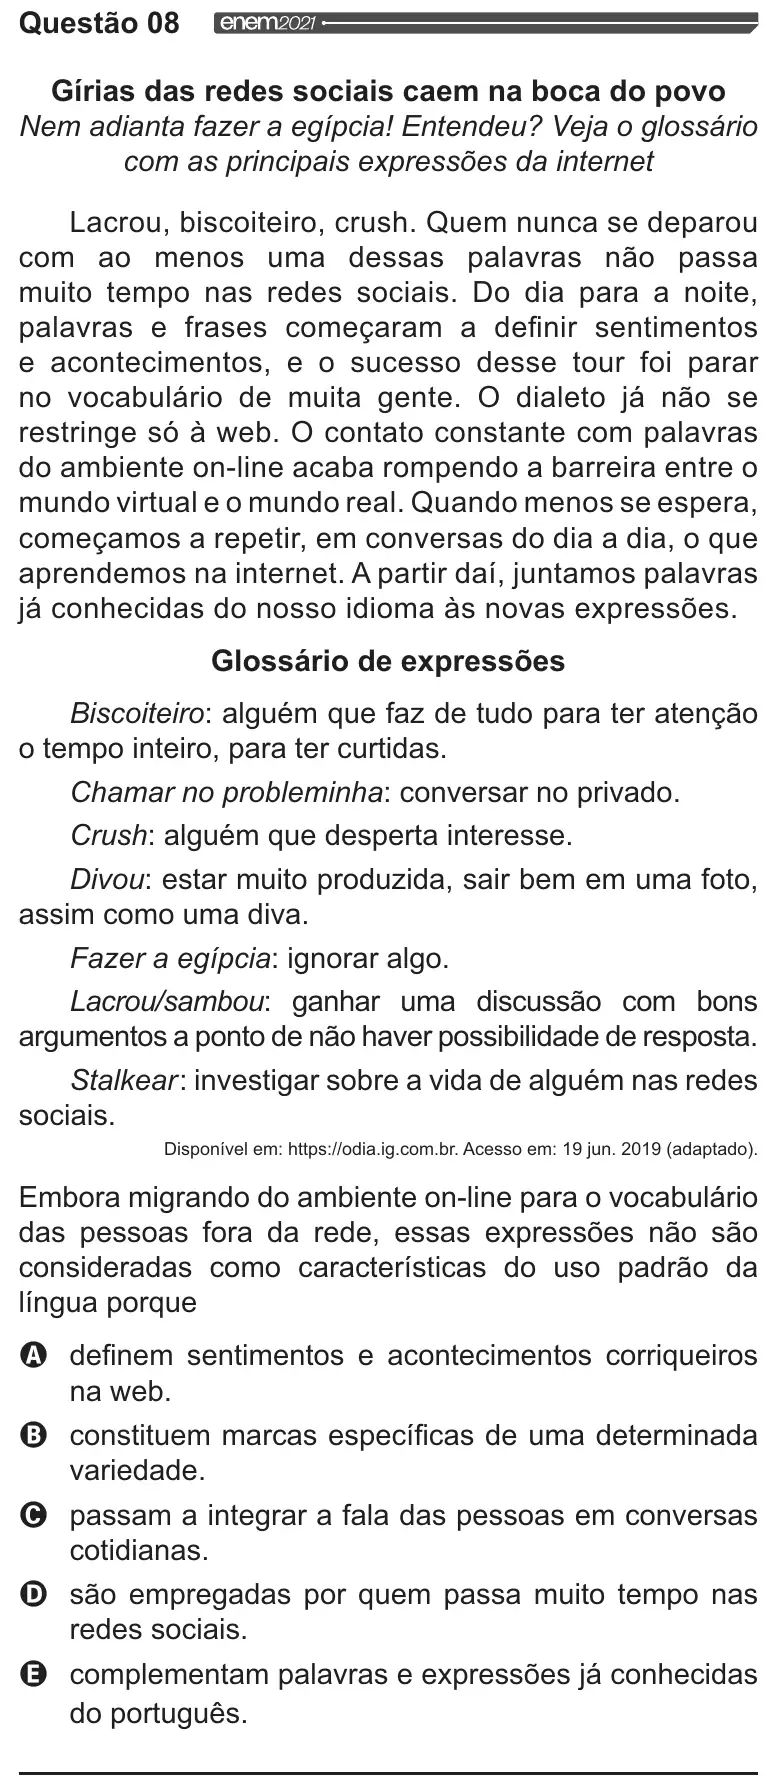 Questão 08 enem2021
Gírias das redes sociais caem na boca do povo
Nem adianta fazer a egípcia! Entendeu? Veja o glossário
com as principais expressões da internet
Lacrou, biscoiteiro, crush. Quem nunca se deparou
com ao menos uma dessas palavras não passa
muito tempo nas redes sociais. Do dia para a noite,
palavras e frases começaram a definir sentimentos
e acontecimentos, e o sucesso desse tour foi parar
no vocabulário de muita gente. O dialeto já não se
restringe só à web. O contato constante com palavras
do ambiente on-line acaba rompendo a barreira entre o
mundo virtual e o mundo real. Quando menos se espera,
começamos a repetir, em conversas do dia a dia, o que
aprendemos na internet. A partir daí, juntamos palavras
já conhecidas do nosso idioma às novas expressões.
Glossário de expressões
Biscoiteiro: alguém que faz de tudo para ter atenção
o tempo inteiro, para ter curtidas.
Chamar no probleminha: conversar no privado.
Crush: alguém que desperta interesse.
Divou: estar muito produzida, sair bem em uma foto,
assim como uma diva.
Fazer a egípcia: ignorar algo.
Lacrou/sambou: ganhar uma discussão com bons
argumentos a ponto de não haver possibilidade de resposta.
Stalkear: investigar sobre a vida de alguém nas redes
sociais.
Disponível em: https://odia.ig.com.br. Acesso em: 19 jun. 2019 (adaptado).
Embora migrando do ambiente on-line para o vocabulário
das pessoas fora da rede, essas expressões não são
consideradas como características do uso padrão da
língua porque
A definem sentimentos e acontecimentos corriqueiros
na web.
B constituem marcas específicas de uma determinada
variedade.
C passam a integrar a fala das pessoas em conversas
cotidianas.
D são empregadas por quem passa muito tempo nas
redes sociais.
E complementam palavras e expressões já conhecidas
do português.